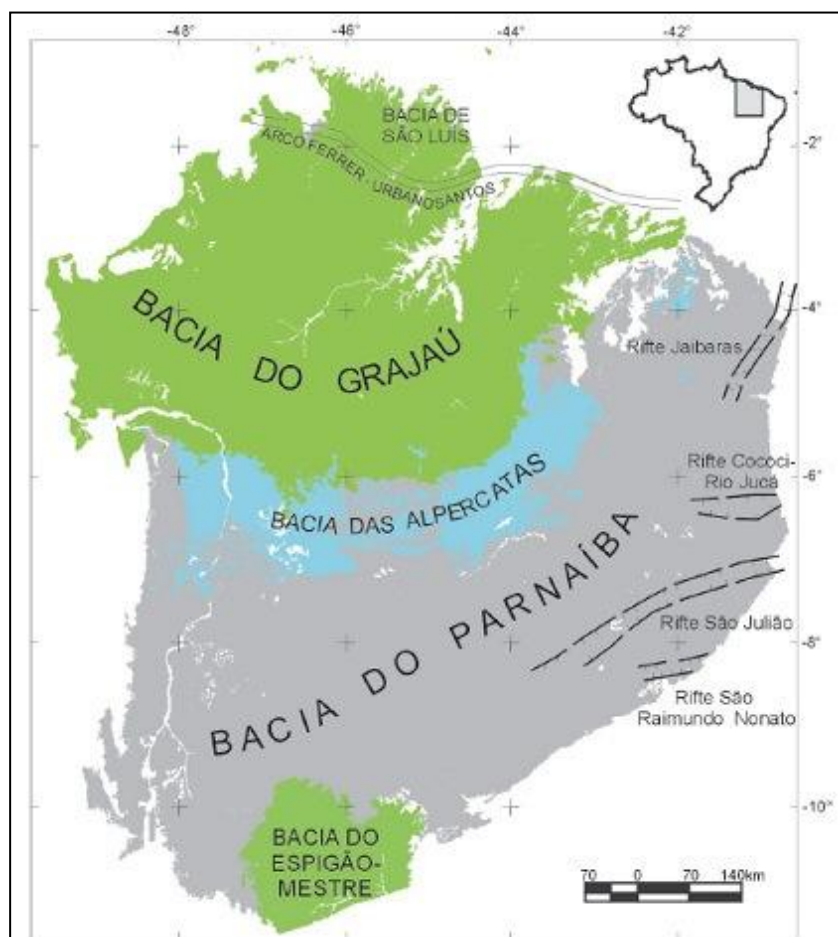 -48°
-46°
-44°
-42°
BACIA DE
SÃO LUÍS
ARCO FERRER - URBANOSANTOS
-2°
BACIA DO GRAJAÚ
-4°
Rifte Jaibaras
Rifte Cococi-
Rio Jucá
-6°
BACIA DAS ALPERCATAS
BACIA DO PARNAÍBA
Rifte São Julião
-8°
Rifte São
Raimundo Nonato
-10°
BACIA DO
ESPIGÃO-
MESTRE
70 0 70 140km